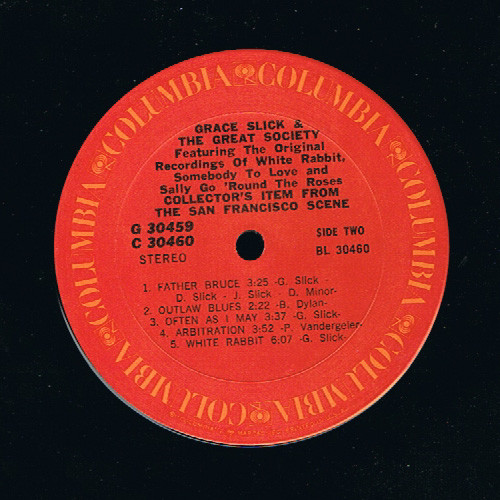 COLUMBIA COLUMBIA COLUMBIA COLUMBIA COLUMBIA COLUMBIA
GRACE SLICK &
THE GREAT SOCIETY
Featuring The Original
Recordings Of White Rabbit,
Somebody To Love and
Sally Go 'Round The Roses
COLLECTOR'S ITEM FROM
THE SAN FRANCISCO SCENE
G 30459
C 30460
STEREO
SIDE TWO
BL 30460
1. FATHER BRUCE 3:25 -G. Slick -
D. Slick - J. Slick - D. Minor-
2. OUTLAW BLUES 2:22 -B. Dylan-
3. OFTEN AS I MAY 3:37 -G. Slick-
4. ARBITRATION 3:52 -P. Vandergeler-
5. WHITE RABBIT 6:07 -G. Slick-